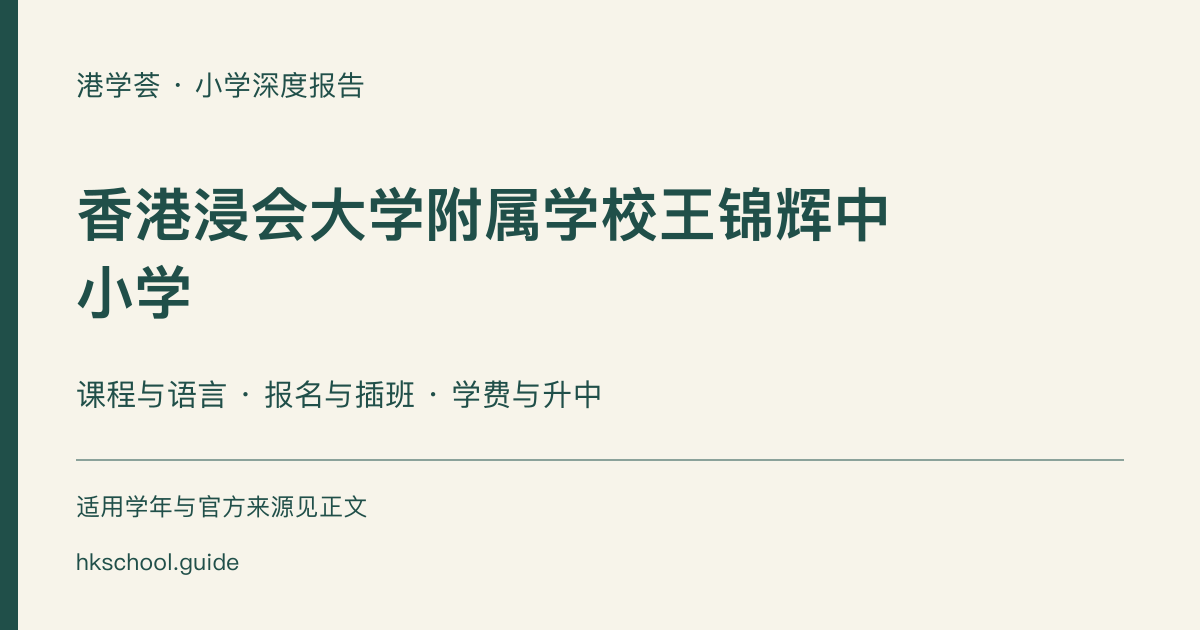 港学荟 · 小学深度报告
香港浸会大学附属学校王锦辉中
小学
课程与语言 · 报名与插班 · 学费与升中
适用学年与官方来源见正文
hkschool.guide